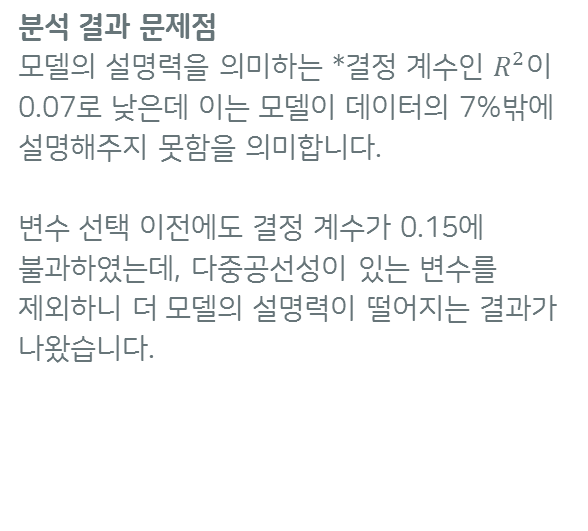 분석 결과 문제점
모델의 설명력을 의미하는 *결정 계수인 R²이
0.07로 낮은데 이는 모델이 데이터의 7%밖에
설명해주지 못함을 의미합니다.
변수 선택 이전에도 결정 계수가 0.15에
불과하였는데, 다중공선성이 있는 변수를
제외하니 더 모델의 설명력이 떨어지는 결과가
나왔습니다.